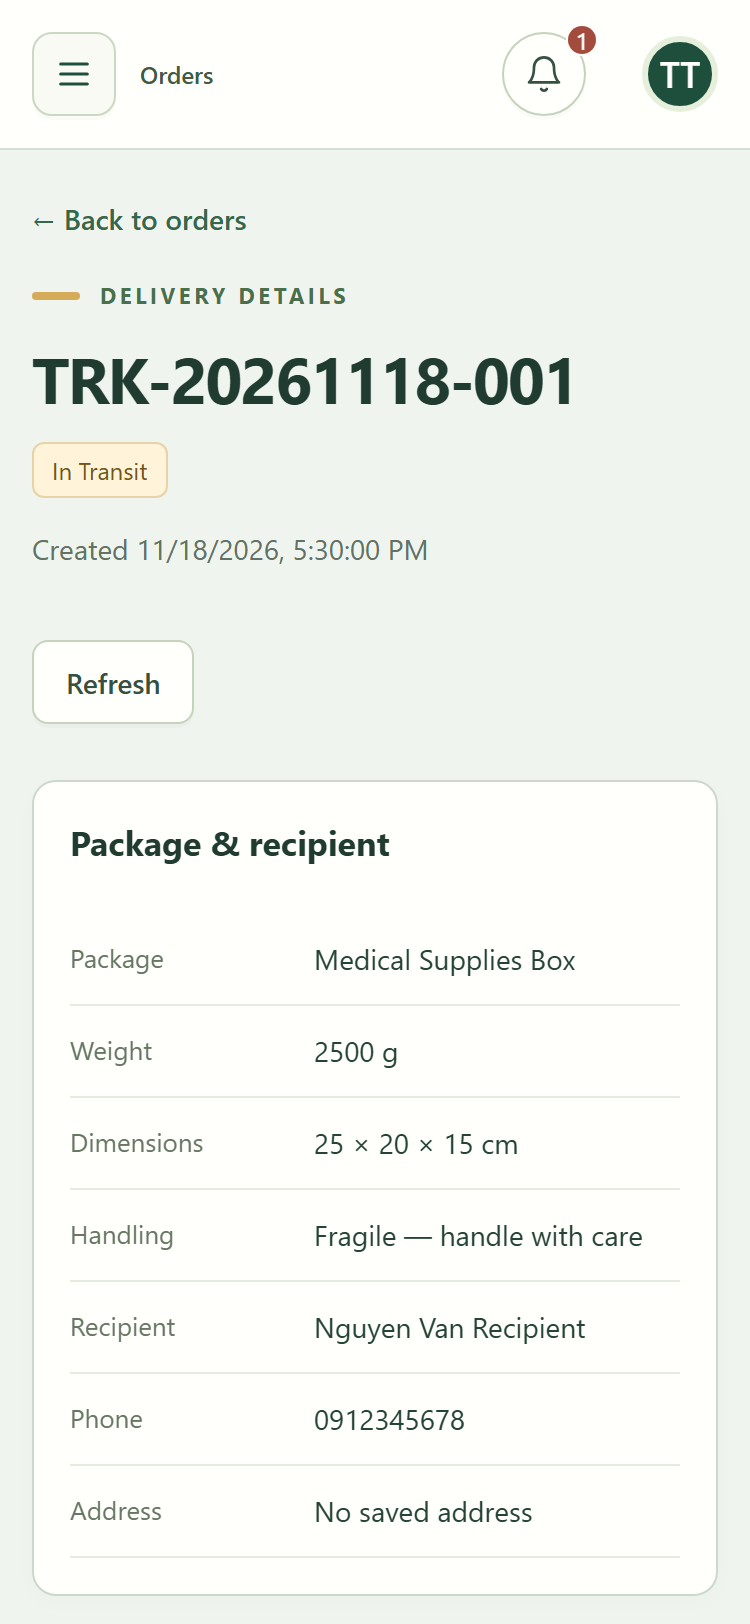 Orders
1
TT
← Back to orders
DELIVERY DETAILS
TRK-20261118-001
In Transit
Created 11/18/2026, 5:30:00 PM
Refresh
Package & recipient
Package Medical Supplies Box
Weight 2500 g
Dimensions 25 × 20 × 15 cm
Handling Fragile — handle with care
Recipient Nguyen Van Recipient
Phone 0912345678
Address No saved address